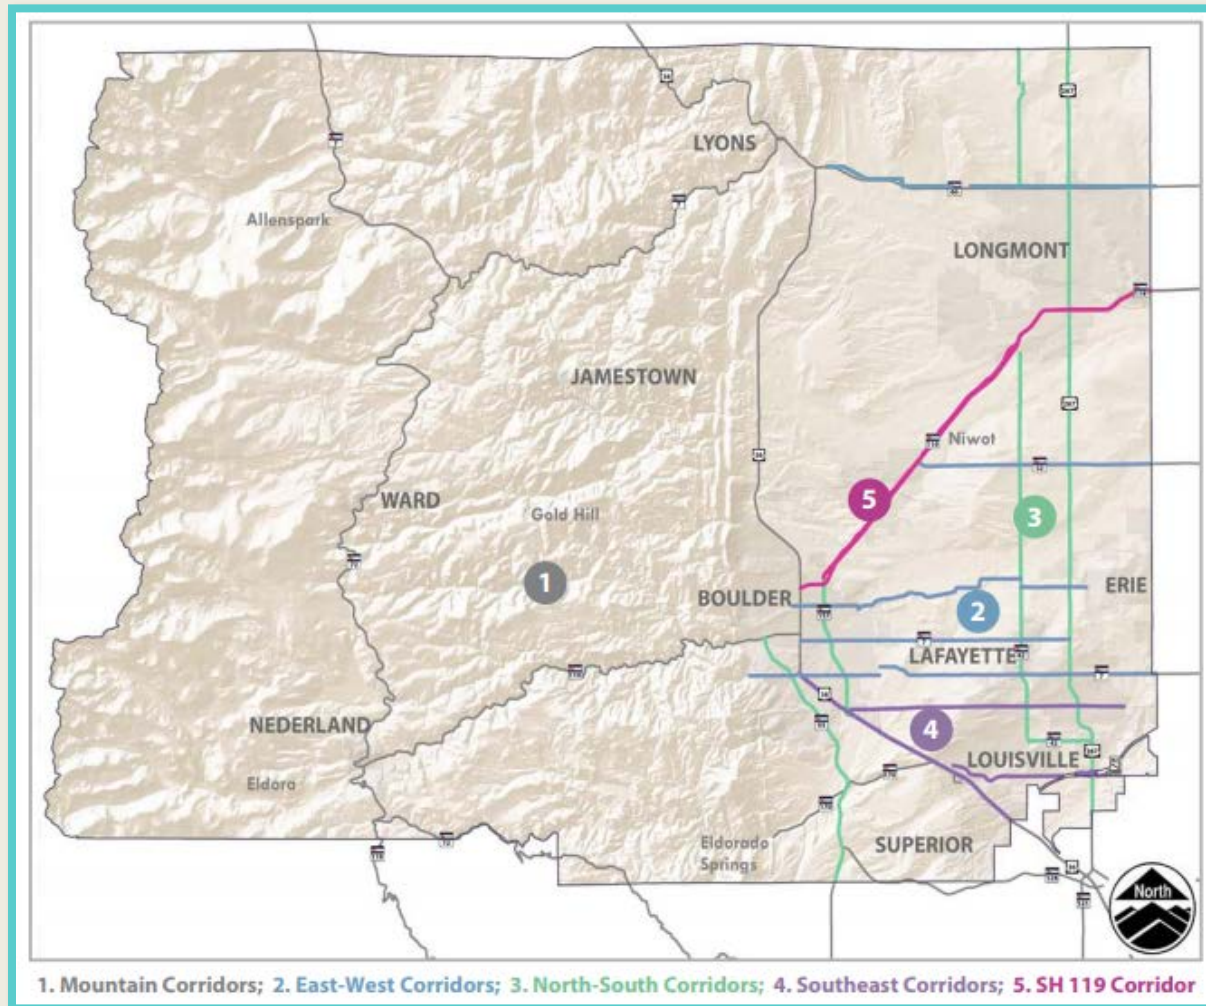 LYONS
Allenspark
LONGMONT
JAMESTOWN
Niwot
WARD
Gold Hill
5
3
1
BOULDER
ERIE
2
LAFAYETTE
NEDERLAND
4
LOUISVILLE
Eldora
Eldorado
Springs
SUPERIOR
North
1. Mountain Corridors; 2. East-West Corridors; 3. North-South Corridors; 4. Southeast Corridors; 5. SH 119 Corridor